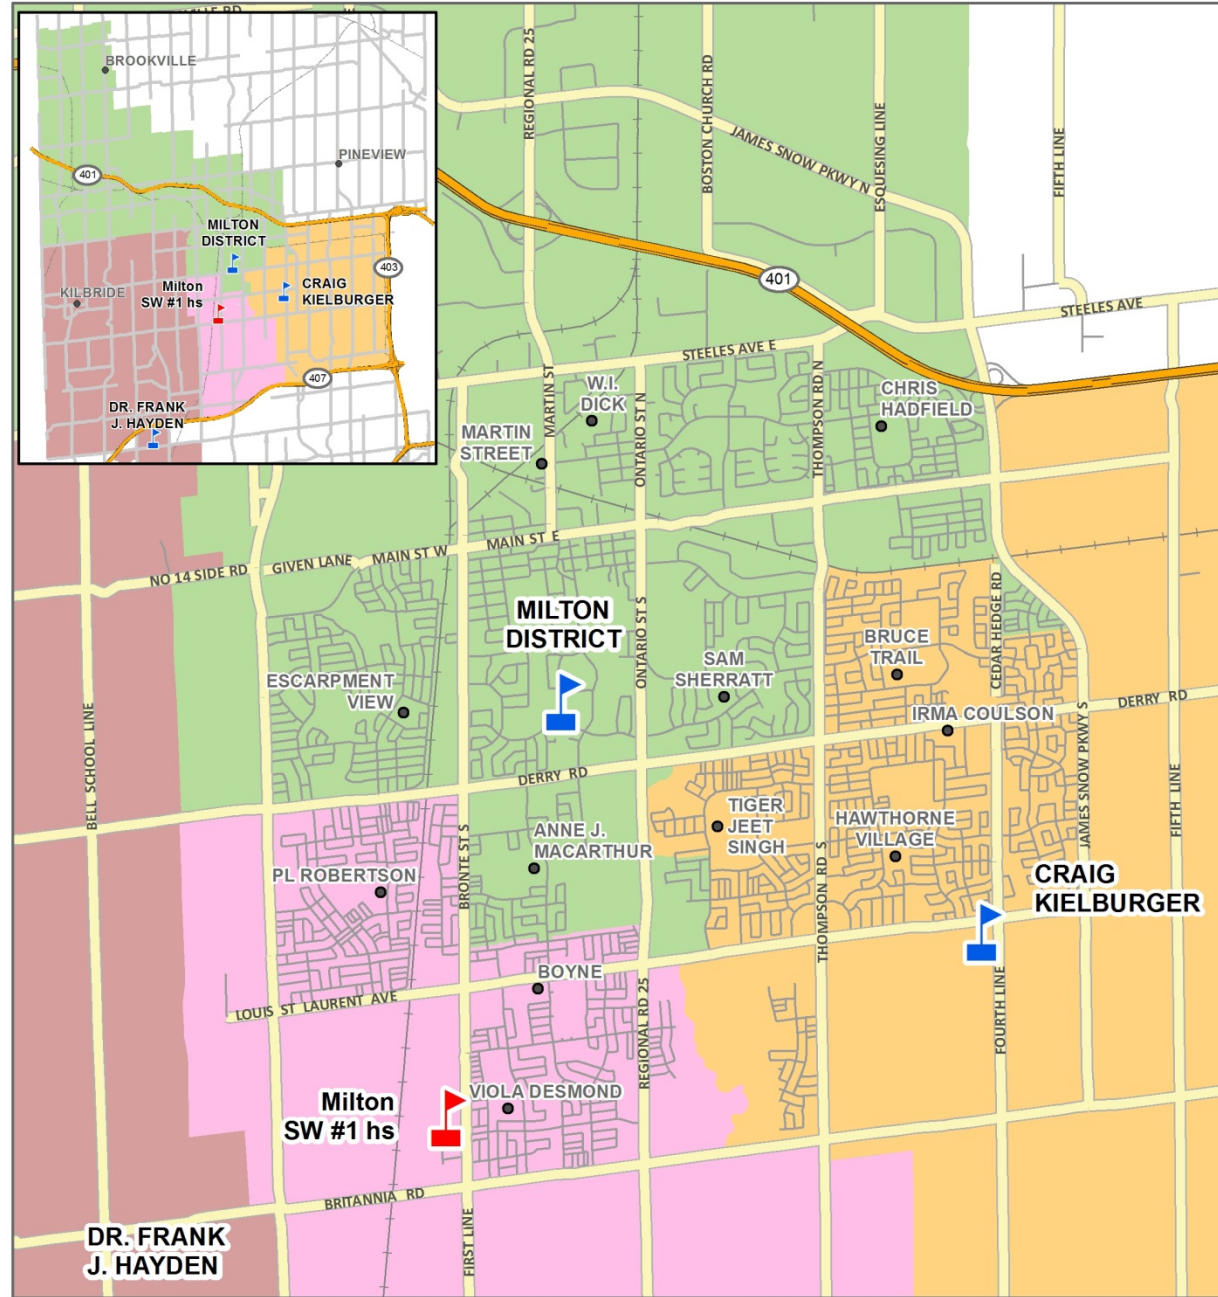 BROOKVILLE
PINEVIEW
401
MILTON
DISTRICT
403
Milton
SW #1 hs
CRAIG
KIELBURGER
KILBRIDE
407
DR. FRANK
J. HAYDEN
REGIONAL RD 25
BOSTON CHURCH RD
JAMES SNOW PKWY N
ESQUESING LINE
FIFTH LINE
401
STEELES AVE
STEELES AVE E
MARTIN ST
W.I.
DICK
ONTARIO ST N
THOMPSON RD N
CHRIS
HADFIELD
MARTIN
STREET
NO 14 SIDE RD
GIVEN LANE
MAIN ST W
MAIN ST E
MILTON
DISTRICT
ONTARIO ST S
SAM
SHERRATT
BRUCE
TRAIL
CEDAR HEDGE RD
ESCARPMENT
VIEW
IRMA COULSON
DERRY RD
BELL SCHOOL LINE
DERRY RD
JAMES SNOW PKWY S
FIFTH LINE
TIGER
JEET
SINGH
HAWTHORNE
VILLAGE
ANNE J.
MACARTHUR
PL ROBERTSON
BRONTE ST S
THOMPSON RD S
CRAIG
KIELBURGER
BOYNE
LOUIS ST LAURENT AVE
REGIONAL RD 25
FOURTH LINE
VIOLA DESMOND
Milton
SW #1 hs
BRITANNIA RD
FIRST LINE
DR. FRANK
J. HAYDEN